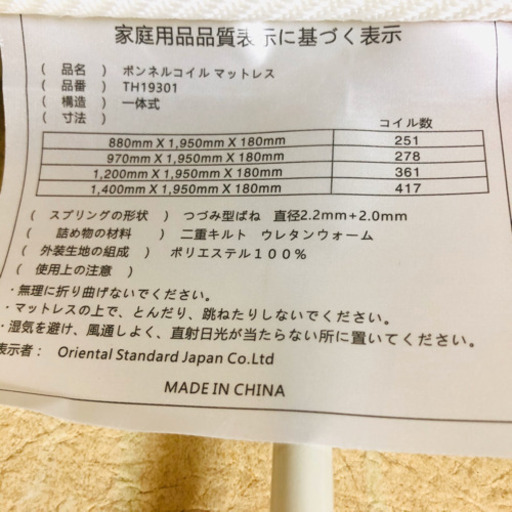 家庭用品品質表示に基づく表示
( 品名 ) ボンネルコイル マットレス
( 品番 ) TH19301
( 構造 ) 一体式
( 寸法 ) コイル数
880mm X 1,950mm X 180mm 251
970mm X 1,950mm X 180mm 278
1,200mm X 1,950mm X 180mm 361
1,400mm X 1,950mm X 180mm 417
( スプリングの形状 ) つづみ型ばね 直径2.2mm+2.0mm
( 詰め物の材料 ) 二重キルト ウレタンウォーム
( 外装生地の組成 ) ポリエステル100%
( 使用上の注意 )
・無理に折り曲げないでください。
・マットレスの上で、とんだり、跳ねたりしないでください。
・湿気を避け、風通しよく、直射日光が当たらない所に置いてください。
表示者： Oriental Standard Japan Co.Ltd
MADE IN CHINA